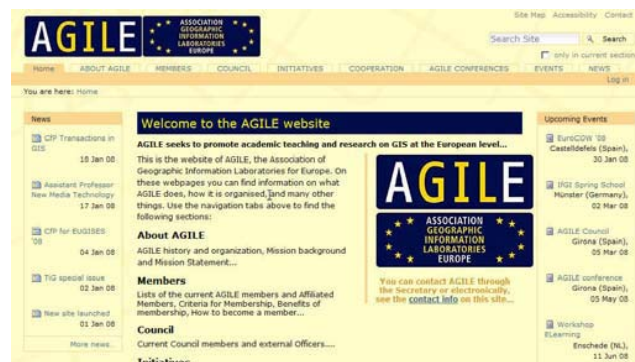 Site Map Accessibility Contact
AGILE
ASSOCIATION
GEOGRAPHIC
INFORMATION
LABORATORIES
EUROPE
Search Site Search
only in current section
Home ABOUT AGILE MEMBERS COUNCIL INITIATIVES COOPERATION AGILE CONFERENCES EVENTS NEWS
Log in
You are here: Home
News
CfP Transactions in
GIS
18 Jan 08
Assistant Professor
New Media Technology
17 Jan 08
CfP for EUGISES
'08
04 Jan 08
TiG special issue
02 Jan 08
New site launched
01 Jan 08
More news...
Welcome to the AGILE website
AGILE seeks to promote academic teaching and research on GIS at the European level...
This is the website of AGILE, the Association of
Geographic Information Laboratories for Europe. On
these webpages you can find information on what
AGILE does, how it is organised, and many other
things. Use the navigation tabs above to find the
following sections:
About AGILE
AGILE history and organization, Mission background
and Mission Statement...
Members
Lists of the current AGILE members and Affiliated
Members, Criteria for Membership, Benefits of
membership, How to become a member...
Council
Current Council members and external Officers....
Initiatives
AGILE
ASSOCIATION
GEOGRAPHIC
INFORMATION
LABORATORIES
EUROPE
You can contact AGILE through
the Secretary or electronically,
see the contact info on this site...
Upcoming Events
EuroCOW '08
Castelldefels (Spain),
30 Jan 08
IfGI Spring School
Münster (Germany),
02 Mar 08
AGILE Council
Girona (Spain),
05 Mar 08
AGILE conference
Girona (Spain),
05 May 08
Workshop
ELearning
Enschede (NL),
11 Jun 08